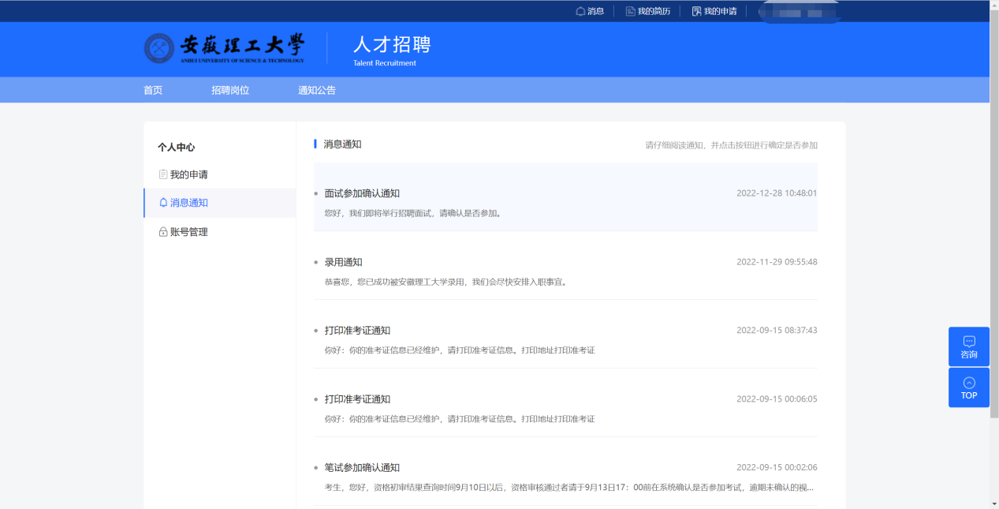 消息 我的简历 我的申请
安徽理工大學 人才招聘
ANHUI UNIVERSITY OF SCIENCE & TECHNOLOGY Talent Recruitment
首页 招聘岗位 通知公告
个人中心
我的申请
消息通知
账号管理
消息通知 请仔细阅读通知，并点击按钮进行确定是否参加
面试参加确认通知 2022-12-28 10:48:01
您好，我们即将举行招聘面试，请确认是否参加。
录用通知 2022-11-29 09:55:48
恭喜您，您已成功被安徽理工大学录用，我们会尽快安排入职事宜。
打印准考证通知 2022-09-15 08:37:43
你好：你的准考证信息已经维护，请打印准考证信息。打印地址打印准考证
打印准考证通知 2022-09-15 00:06:05
你好：你的准考证信息已经维护，请打印准考证信息。打印地址打印准考证
笔试参加确认通知 2022-09-15 00:02:06
考生，您好，资格初审结果查询时间9月10日以后，资格审核通过者请于9月13日17：00前在系统确认是否参加考试，逾期未确认的视...
咨询
TOP